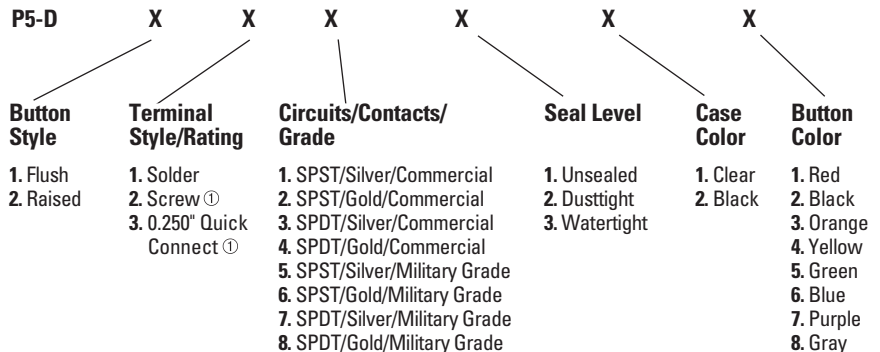 P5-D X X X X X X
Button Style
1. Flush
2. Raised
Terminal Style/Rating
1. Solder
2. Screw ①
3. 0.250" Quick
Connect ①
Circuits/Contacts/
Grade
1. SPST/Silver/Commercial
2. SPST/Gold/Commercial
3. SPDT/Silver/Commercial
4. SPDT/Gold/Commercial
5. SPST/Silver/Military Grade
6. SPST/Gold/Military Grade
7. SPDT/Silver/Military Grade
8. SPDT/Gold/Military Grade
Seal Level
1. Unsealed
2. Dusttight
3. Watertight
Case
Color
1. Clear
2. Black
Button
Color
1. Red
2. Black
3. Orange
4. Yellow
5. Green
6. Blue
7. Purple
8. Gray